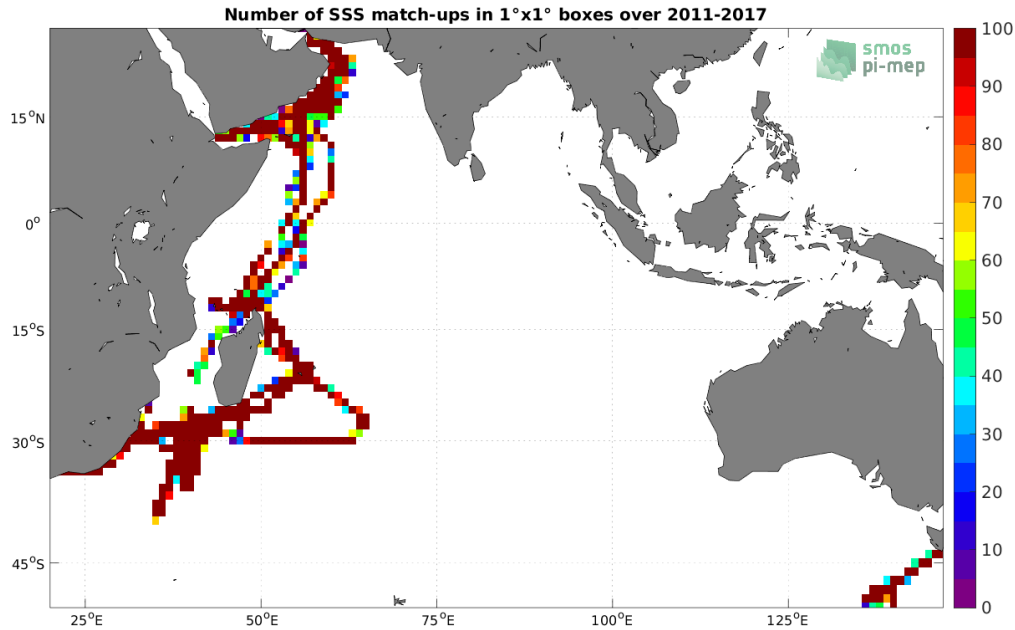 Number of SSS match-ups in 1°x1° boxes over 2011-2017
smos
pi-mep
100
90
80
70
60
50
40
30
20
10
0
15°N
0°
15°S
30°S
45°S
25°E
50°E
75°E
100°E
125°E